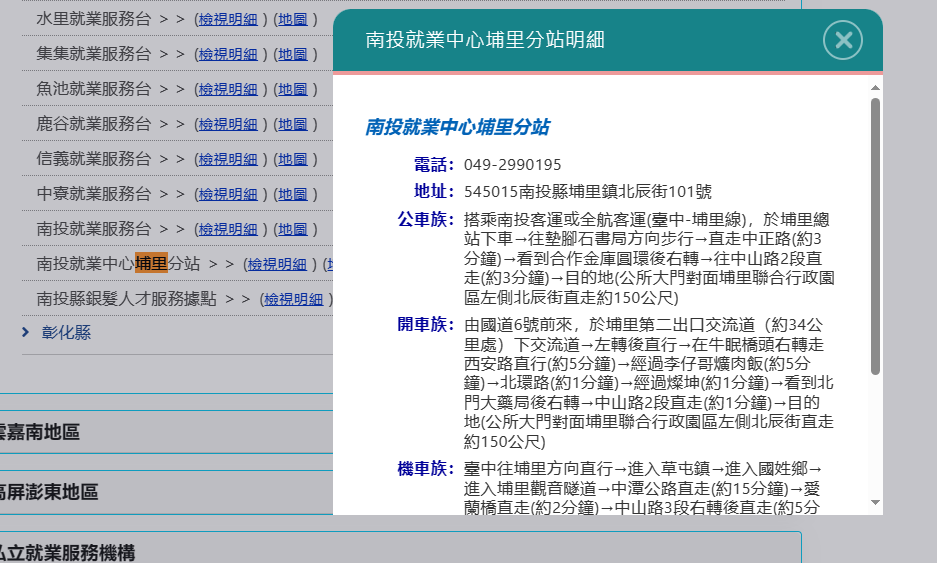 水里就業服務台 > > (檢視明細 ) (地圖 )
集集就業服務台 > > (檢視明細 ) (地圖 )
魚池就業服務台 > > (檢視明細 ) (地圖 )
鹿谷就業服務台 > > (檢視明細 ) (地圖 )
信義就業服務台 > > (檢視明細 ) (地圖 )
中寮就業服務台 > > (檢視明細 ) (地圖 )
南投就業服務台 > > (檢視明細 ) (地圖 )
南投就業中心埔里分站 > > (檢視明細 ) (
南投縣銀髮人才服務據點 > > (檢視明細 )
彰化縣
雲嘉南地區
高屏澎東地區
私立就業服務機構
南投就業中心埔里分站明細
南投就業中心埔里分站
電話: 049-2990195
地址: 545015南投縣埔里鎮北辰街101號
公車族: 搭乘南投客運或全航客運(臺中-埔里線)，於埔里總
站下車→往墊腳石書局方向步行→直走中正路(約3
分鐘)→看到合作金庫圓環後右轉→往中山路2段直
走(約3分鐘)→目的地(公所大門對面埔里聯合行政園
區左側北辰街直走約150公尺)
開車族: 由國道6號前來，於埔里第二出口交流道（約34公
里處）下交流道→左轉後直行→在牛眠橋頭右轉走
西安路直行(約5分鐘)→經過李仔哥爌肉飯(約5分
鐘)→北環路(約1分鐘)→經過燦坤(約1分鐘)→看到北
門大藥局後右轉→中山路2段直走(約1分鐘)→目的
地(公所大門對面埔里聯合行政園區左側北辰街直走
約150公尺)
機車族: 臺中往埔里方向直行→進入草屯鎮→進入國姓鄉→
進入埔里觀音隧道→中潭公路直走(約15分鐘)→愛
蘭橋直走(約2分鐘)→中山路3段右轉後直走(約5分